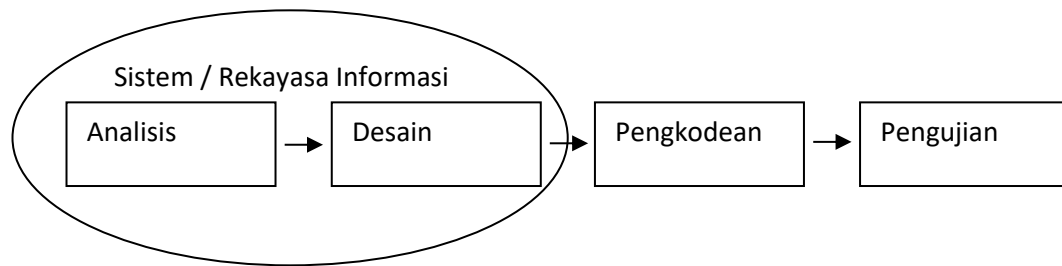 Sistem / Rekayasa Informasi
Analisis
Desain
Pengkodean
Pengujian